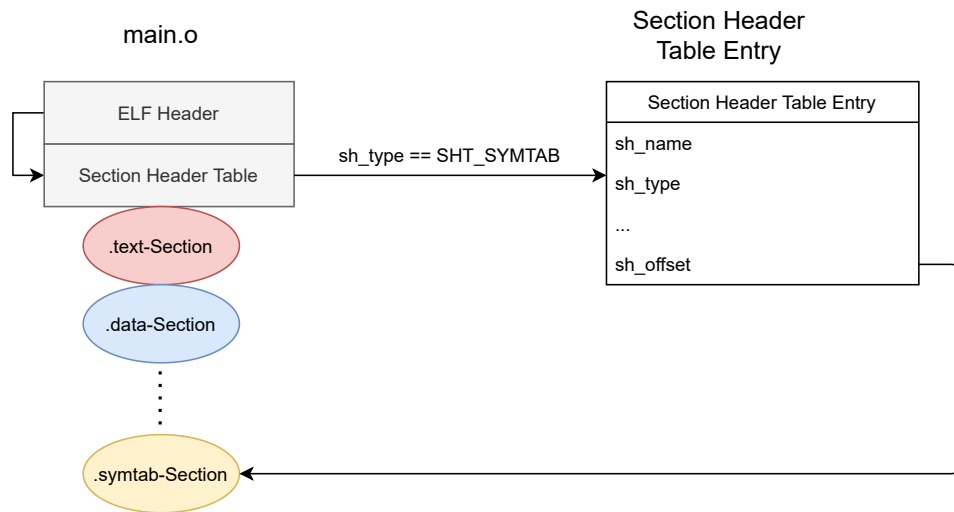 main.o
Section Header
Table Entry
ELF Header
Section Header Table
sh_type == SHT_SYMTAB
Section Header Table Entry
sh_name
sh_type
...
sh_offset
.text-Section
.data-Section
.symtab-Section